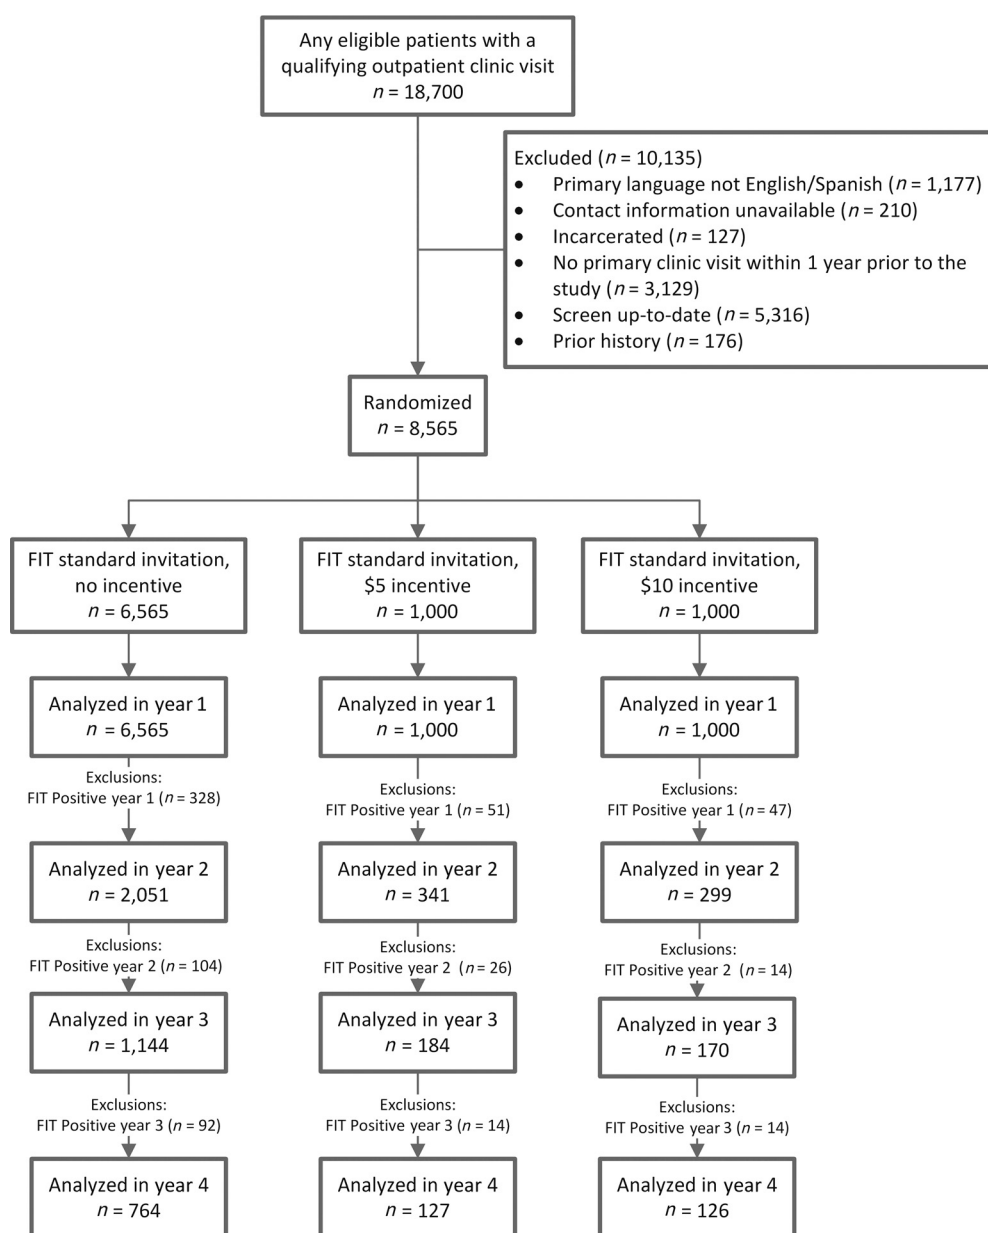 Any eligible patients with a
qualifying outpatient clinic visit
n = 18,700
Excluded (n = 10,135)
• Primary language not English/Spanish (n = 1,177)
• Contact information unavailable (n = 210)
• Incarcerated (n = 127)
• No primary clinic visit within 1 year prior to the
study (n = 3,129)
• Screen up-to-date (n = 5,316)
• Prior history (n = 176)
Randomized
n = 8,565
FIT standard invitation,
no incentive
n = 6,565
FIT standard invitation,
$5 incentive
n = 1,000
FIT standard invitation,
$10 incentive
n = 1,000
Analyzed in year 1
n = 6,565
Analyzed in year 1
n = 1,000
Analyzed in year 1
n = 1,000
Exclusions:
FIT Positive year 1 (n = 328)
Exclusions:
FIT Positive year 1 (n = 51)
Exclusions:
FIT Positive year 1 (n = 47)
Analyzed in year 2
n = 2,051
Analyzed in year 2
n = 341
Analyzed in year 2
n = 299
Exclusions:
FIT Positive year 2 (n = 104)
Exclusions:
FIT Positive year 2 (n = 26)
Exclusions:
FIT Positive year 2 (n = 14)
Analyzed in year 3
n = 1,144
Analyzed in year 3
n = 184
Analyzed in year 3
n = 170
Exclusions:
FIT Positive year 3 (n = 92)
Exclusions:
FIT Positive year 3 (n = 14)
Exclusions:
FIT Positive year 3 (n = 14)
Analyzed in year 4
n = 764
Analyzed in year 4
n = 127
Analyzed in year 4
n = 126